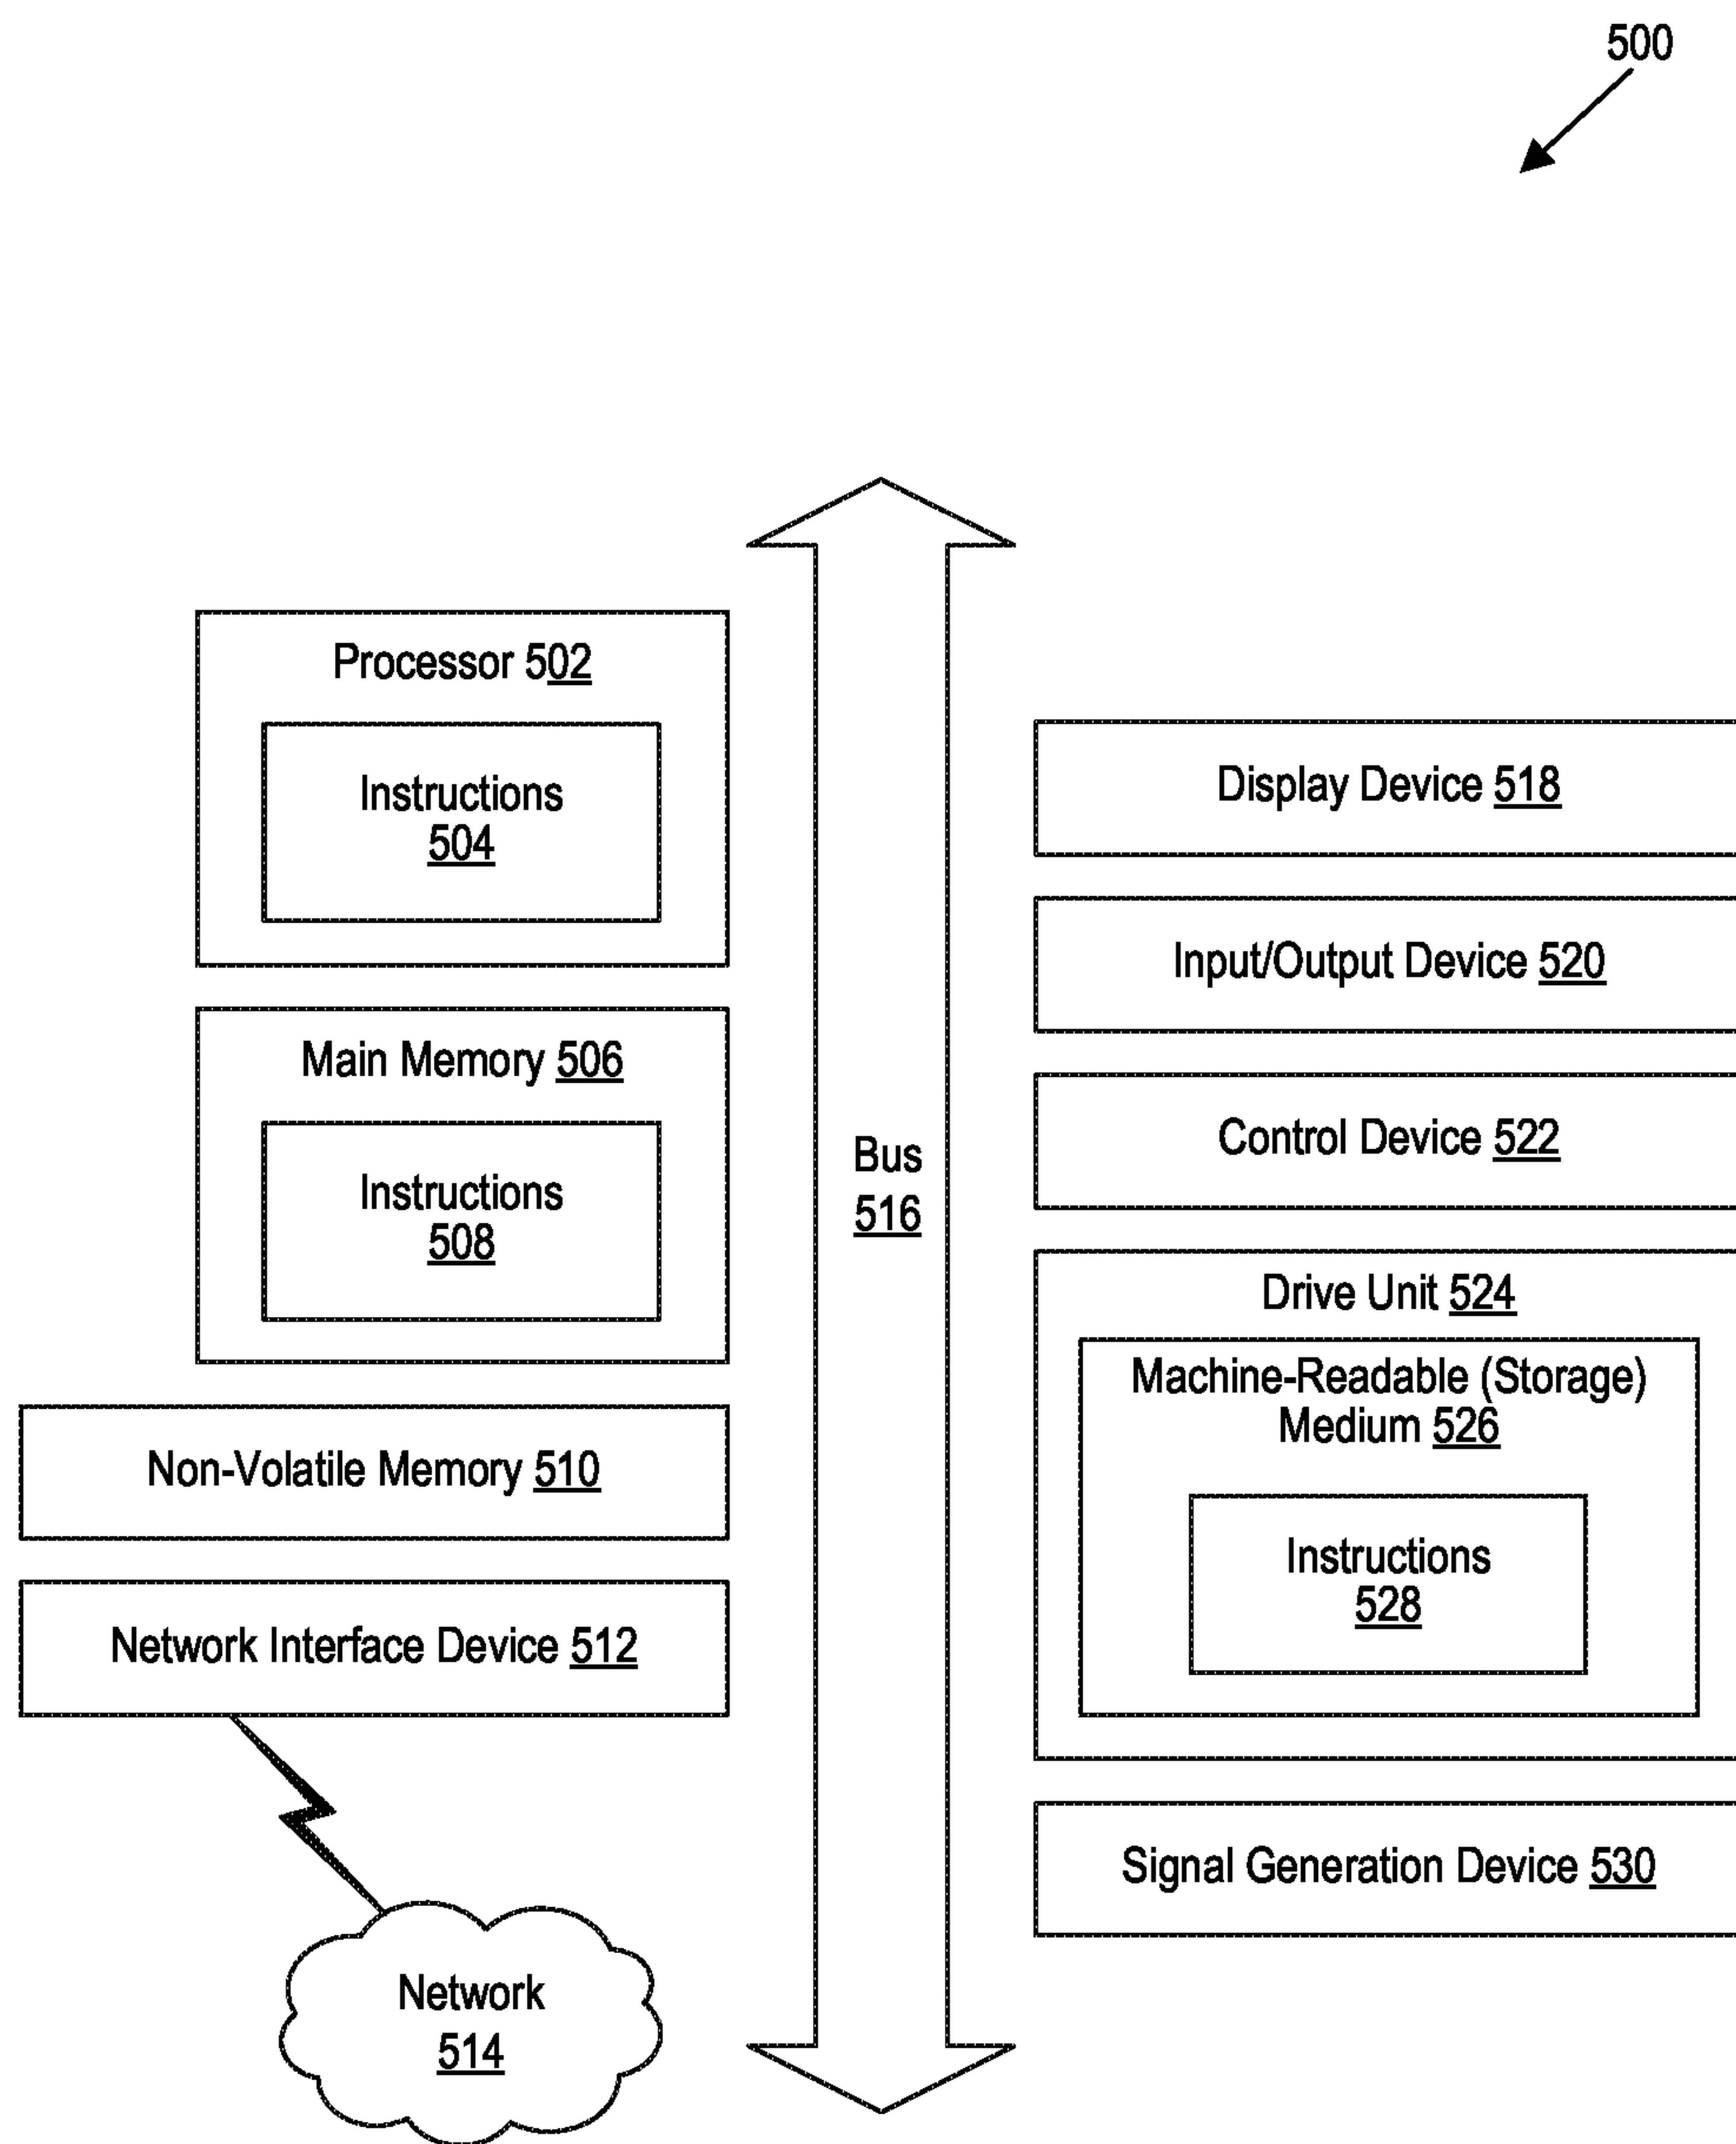 500
Processor 502
Instructions
504
Main Memory 506
Instructions
508
Non-Volatile Memory 510
Network Interface Device 512
Network
514
Bus
516
Display Device 518
Input/Output Device 520
Control Device 522
Drive Unit 524
Machine-Readable (Storage)
Medium 526
Instructions
528
Signal Generation Device 530